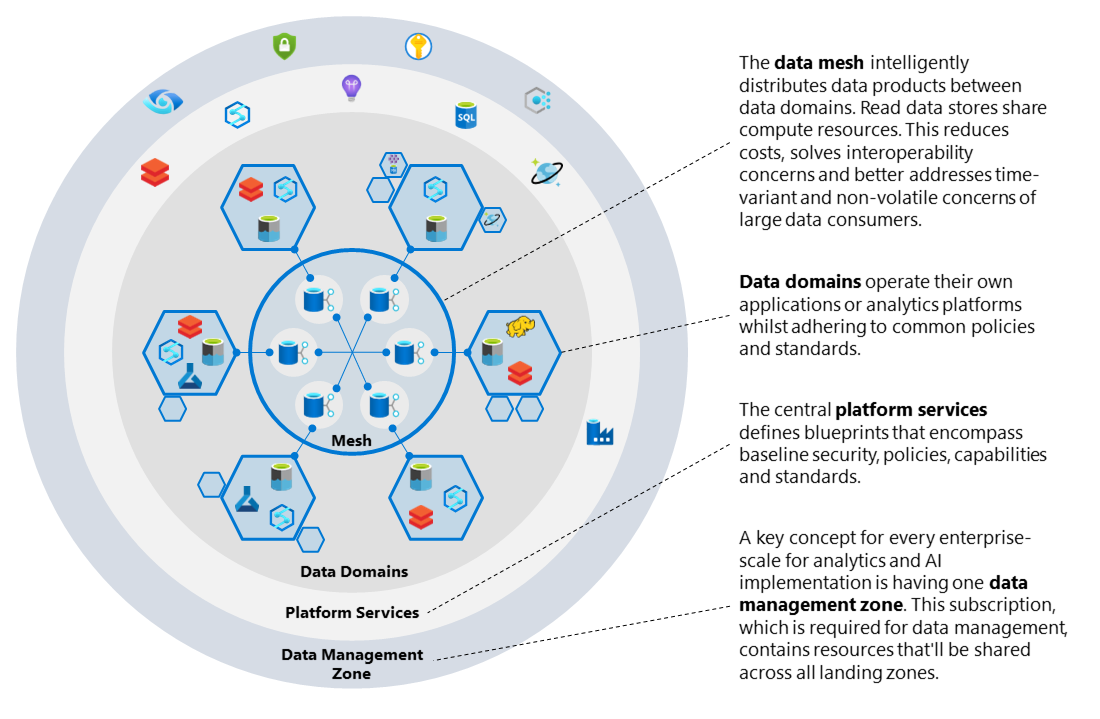 SQL
Mesh
Data Domains
Platform Services
Data Management
Zone
The data mesh intelligently
distributes data products between
data domains. Read data stores share
compute resources. This reduces
costs, solves interoperability
concerns and better addresses time-
variant and non-volatile concerns of
large data consumers.
Data domains operate their own
applications or analytics platforms
whilst adhering to common policies
and standards.
The central platform services
defines blueprints that encompass
baseline security, policies, capabilities
and standards.
A key concept for every enterprise-
scale for analytics and AI
implementation is having one data
management zone. This subscription,
which is required for data management,
contains resources that'll be shared
across all landing zones.